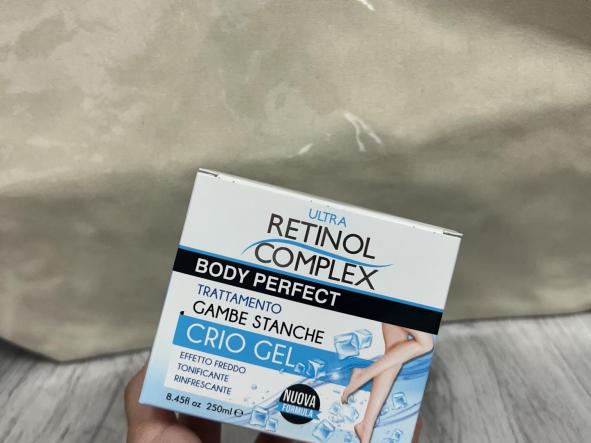 ULTRA
RETINOL
COMPLEX
BODY PERFECT
TRATTAMENTO
GAMBE STANCHE
CRIO GEL
EFFETTO FREDDO
TONIFICANTE
RINFRESCANTE
NUOVA
FORMULA
8.45fl oz 250ml ℮